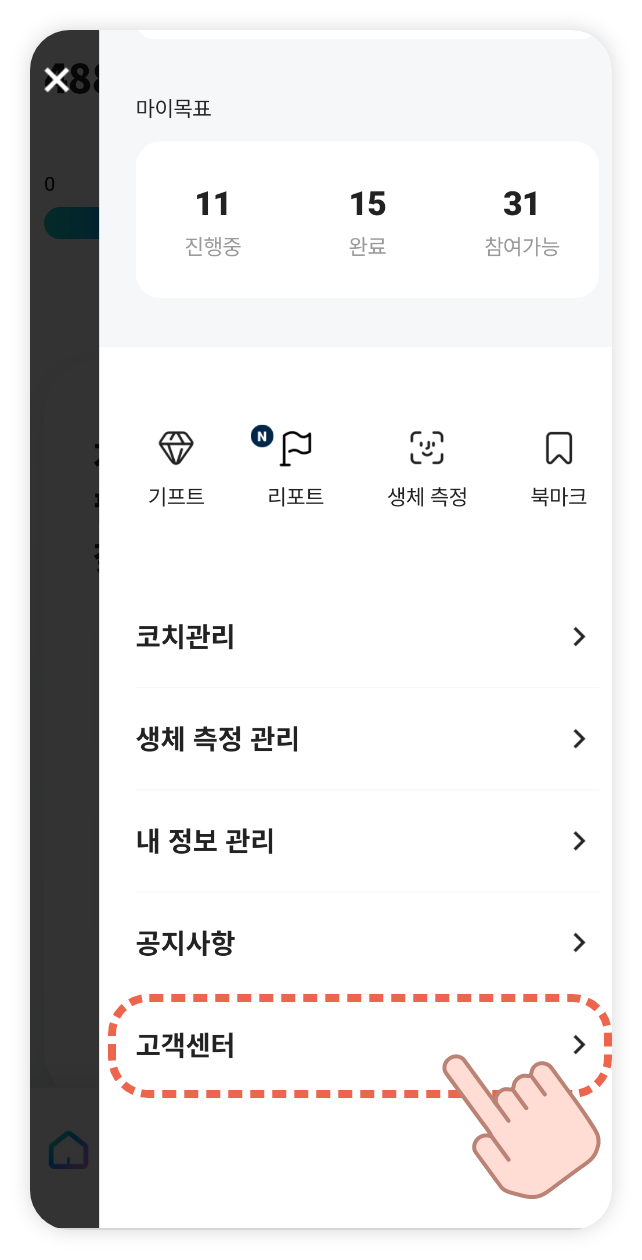 0
마이목표
11 15 31
진행중 완료 참여가능
N
기프트 리포트 생체 측정 북마크
코치관리
생체 측정 관리
내 정보 관리
공지사항
고객센터